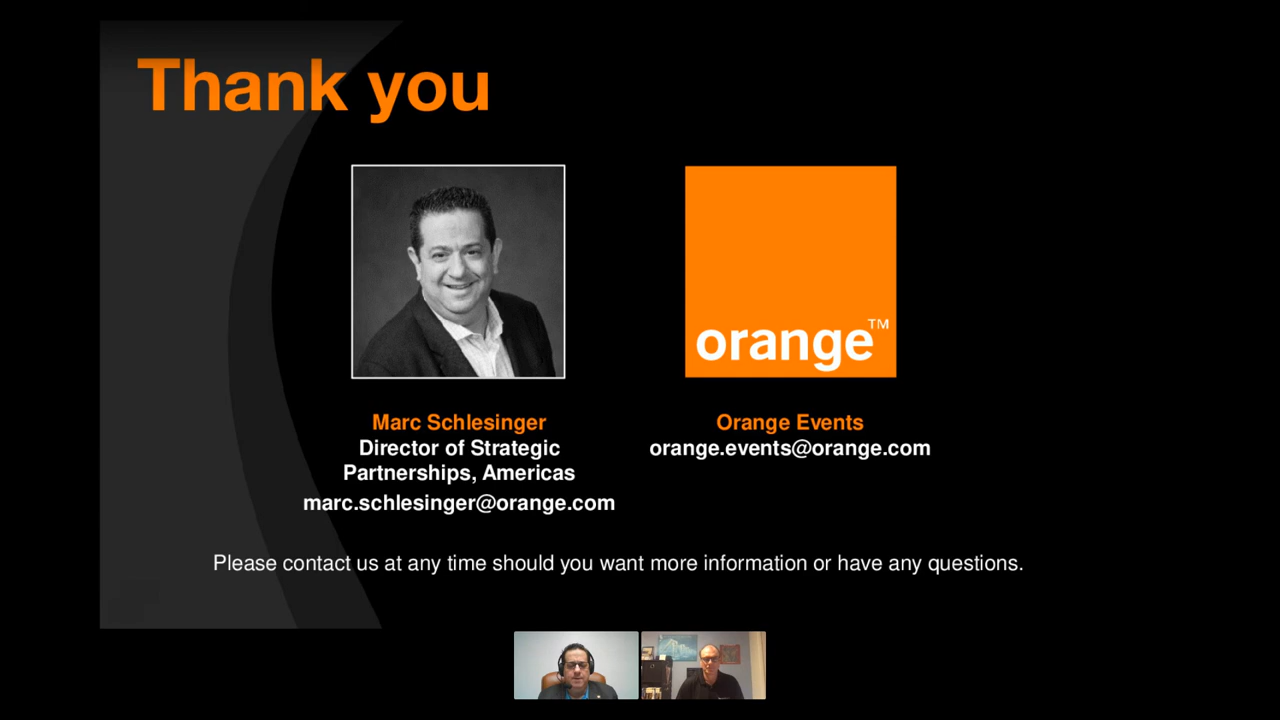 Thank you
orange™
Marc Schlesinger
Director of Strategic
Partnerships, Americas
marc.schlesinger@orange.com
Orange Events
orange.events@orange.com
Please contact us at any time should you want more information or have any questions.